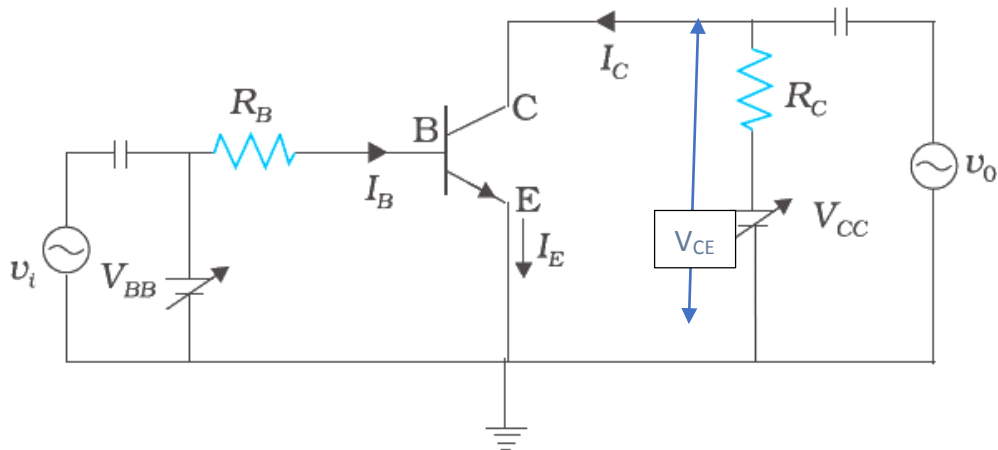 I_C
R_B
B
C
R_C
I_B
E
v_0
v_i
V_BB
I_E
V_CE
V_CC